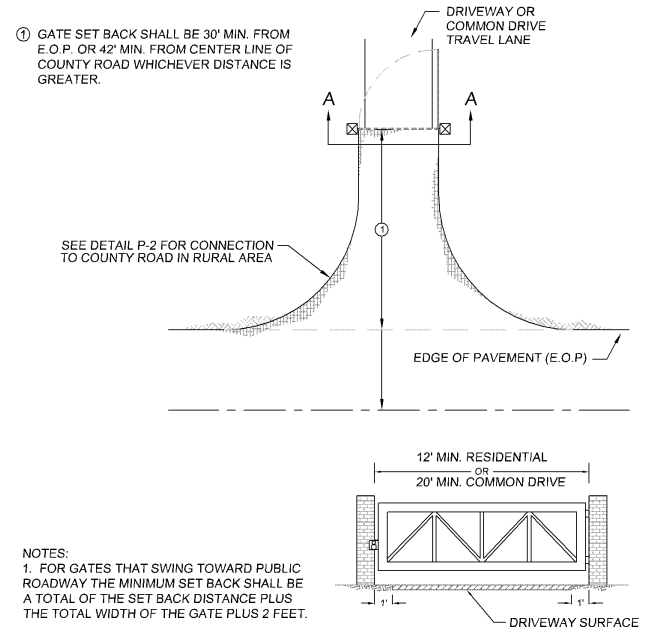 DRIVEWAY OR
COMMON DRIVE
TRAVEL LANE
① GATE SET BACK SHALL BE 30' MIN. FROM
E.O.P. OR 42' MIN. FROM CENTER LINE OF
COUNTY ROAD WHICHEVER DISTANCE IS
GREATER.
A
A
①
SEE DETAIL P-2 FOR CONNECTION
TO COUNTY ROAD IN RURAL AREA
EDGE OF PAVEMENT (E.O.P)
12' MIN. RESIDENTIAL
OR
20' MIN. COMMON DRIVE
NOTES:
1. FOR GATES THAT SWING TOWARD PUBLIC
ROADWAY THE MINIMUM SET BACK SHALL BE
A TOTAL OF THE SET BACK DISTANCE PLUS
THE TOTAL WIDTH OF THE GATE PLUS 2 FEET.
1'
1'
DRIVEWAY SURFACE